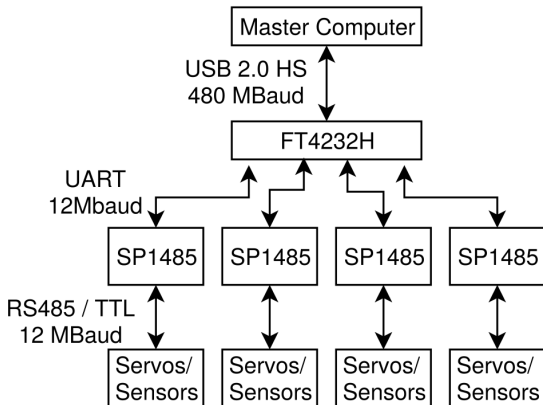 Master Computer
USB 2.0 HS
480 MBaud
FT4232H
UART
12Mbaud
SP1485 SP1485 SP1485 SP1485
RS485 / TTL
12 MBaud
Servos/ Servos/ Servos/ Servos/
Sensors Sensors Sensors Sensors